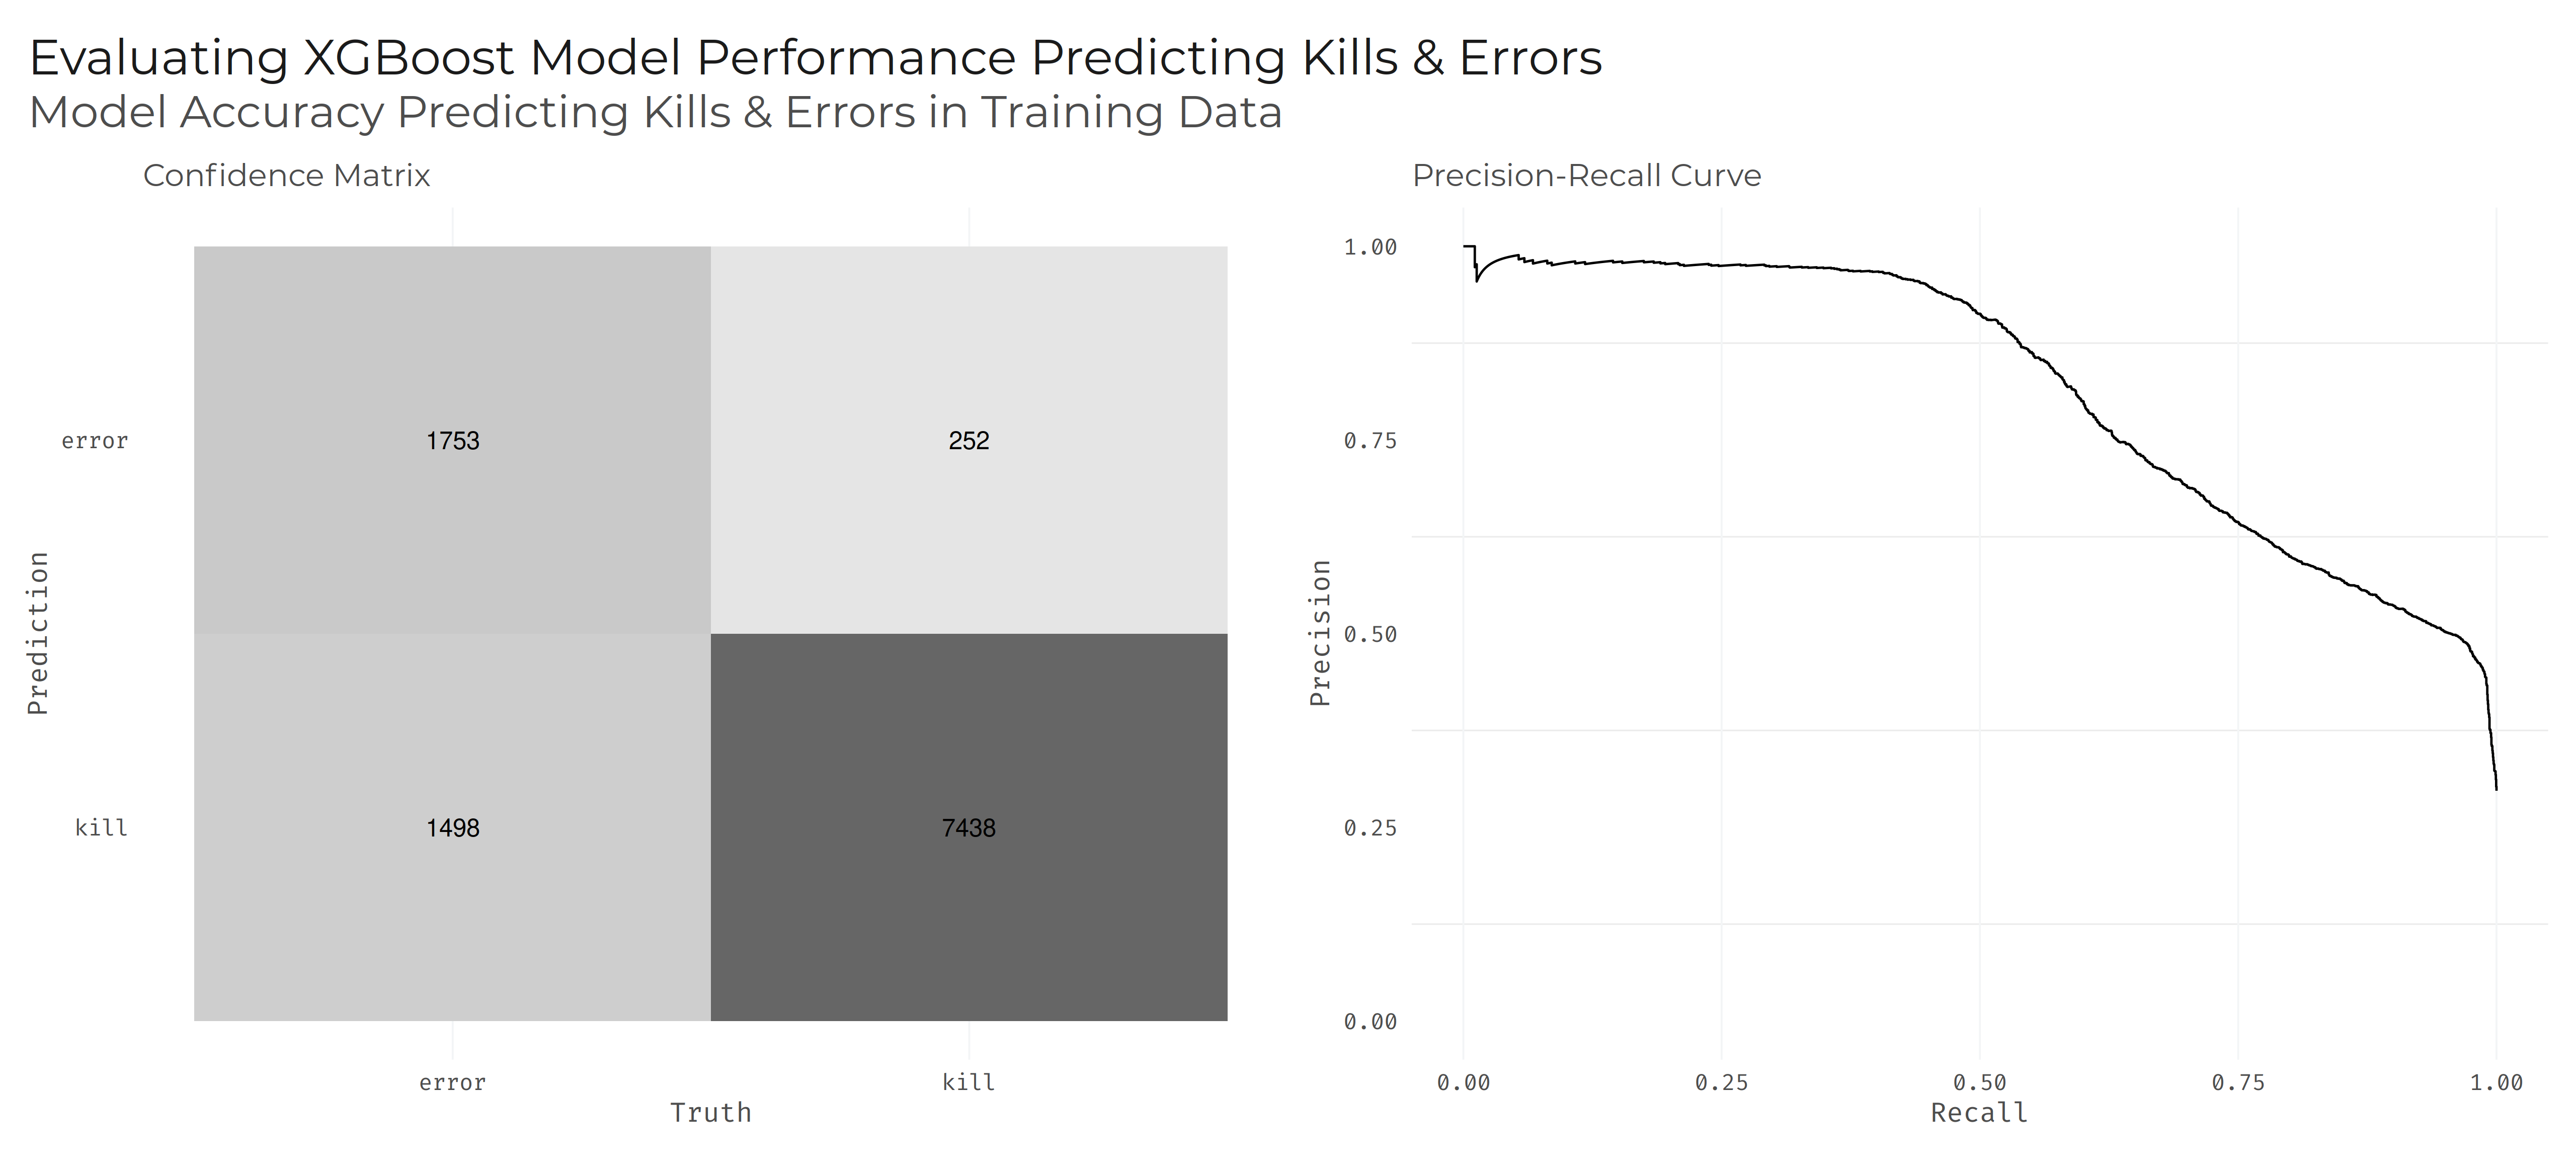 Evaluating XGBoost Model Performance Predicting Kills & Errors
Model Accuracy Predicting Kills & Errors in Training Data
Confidence Matrix
Prediction
error
kill
1753
252
1498
7438
error
kill
Truth
Precision-Recall Curve
Precision
1.00
0.75
0.50
0.25
0.00
0.00
0.25
0.50
0.75
1.00
Recall